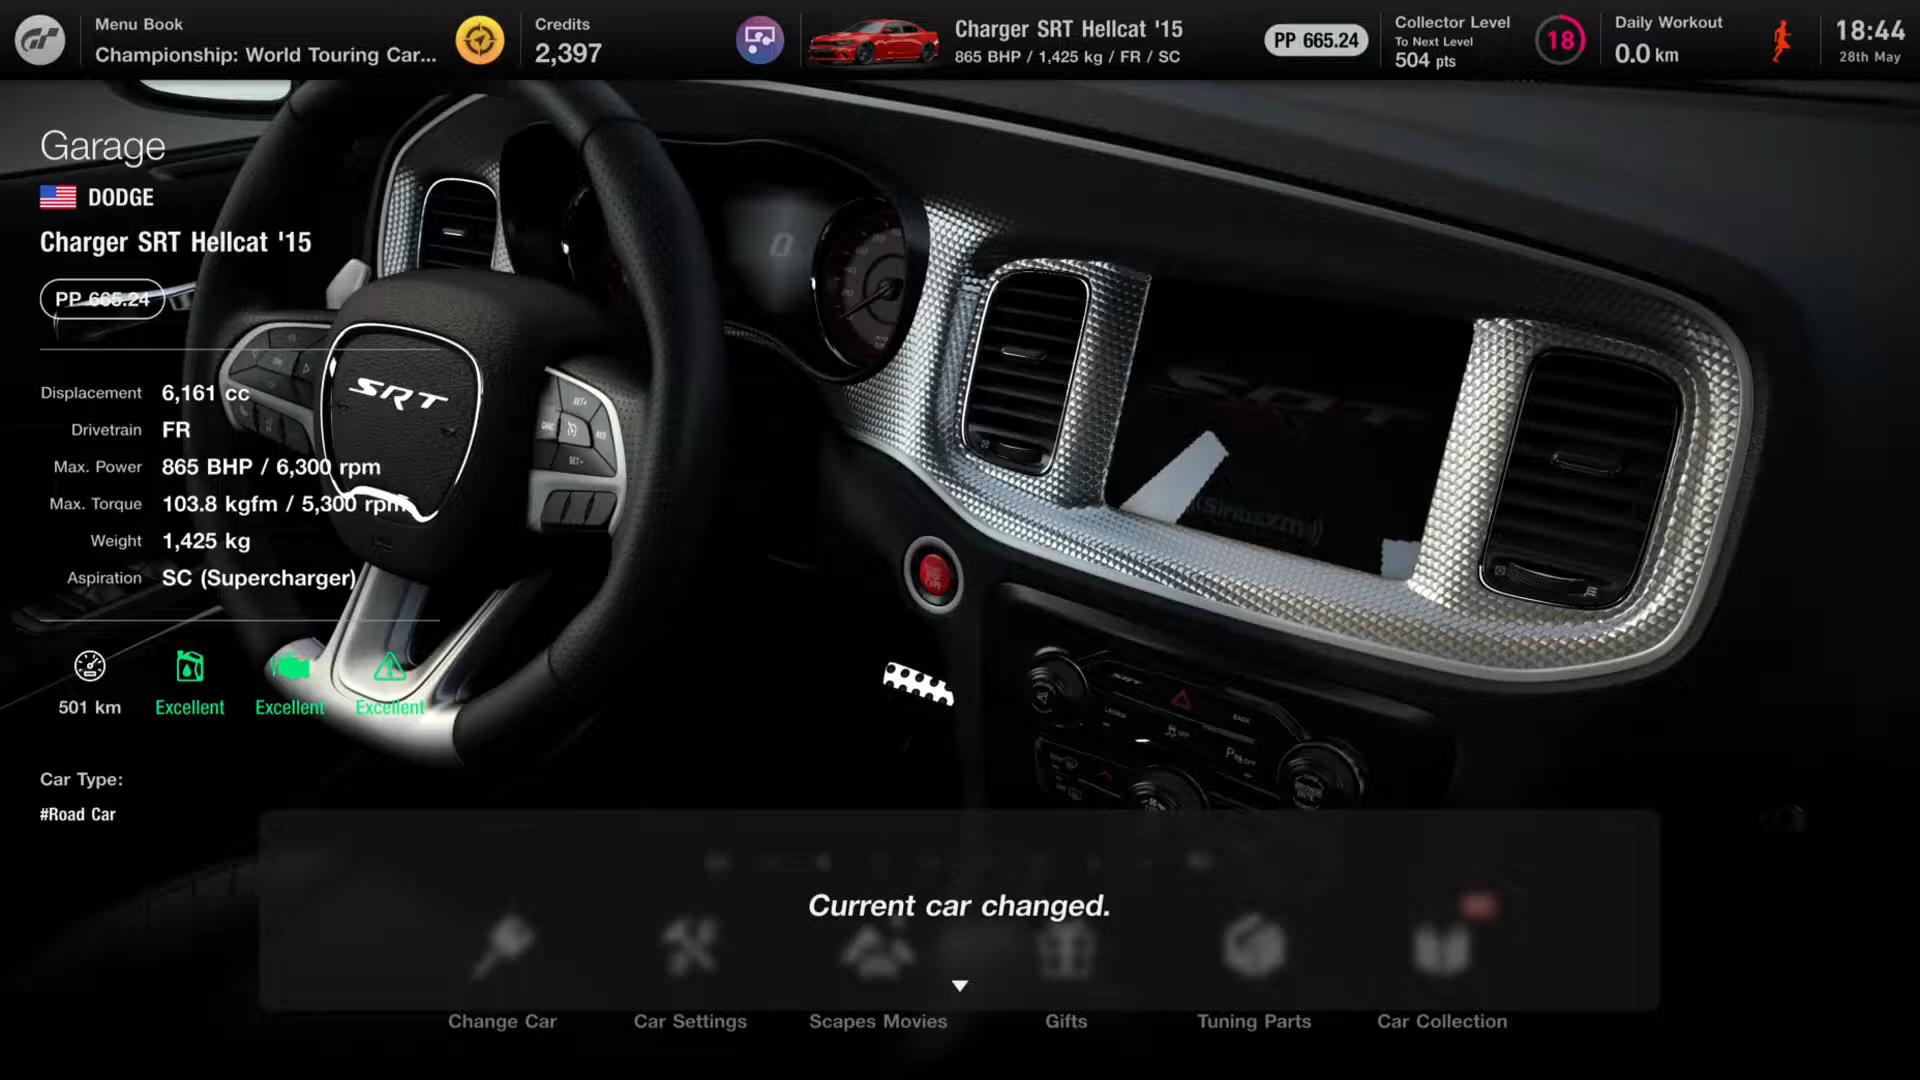 Menu Book
Championship: World Touring Car...
Credits
2,397
Charger SRT Hellcat '15
865 BHP / 1,425 kg / FR / SC
PP 665.24
Collector Level
To Next Level
504 pts
18
Daily Workout
0.0 km
18:44
28th May
Garage
DODGE
Charger SRT Hellcat '15
PP 665.24
Displacement 6,161 cc
Drivetrain FR
Max. Power 865 BHP / 6,300 rpm
Max. Torque 103.8 kgfm / 5,300 rpm
Weight 1,425 kg
Aspiration SC (Supercharger)
501 km
Excellent
Excellent
Excellent
Car Type:
#Road Car
SRT
0
SRT
SiriusXM
Current car changed.
Change Car
Car Settings
Scapes Movies
Gifts
Tuning Parts
Car Collection